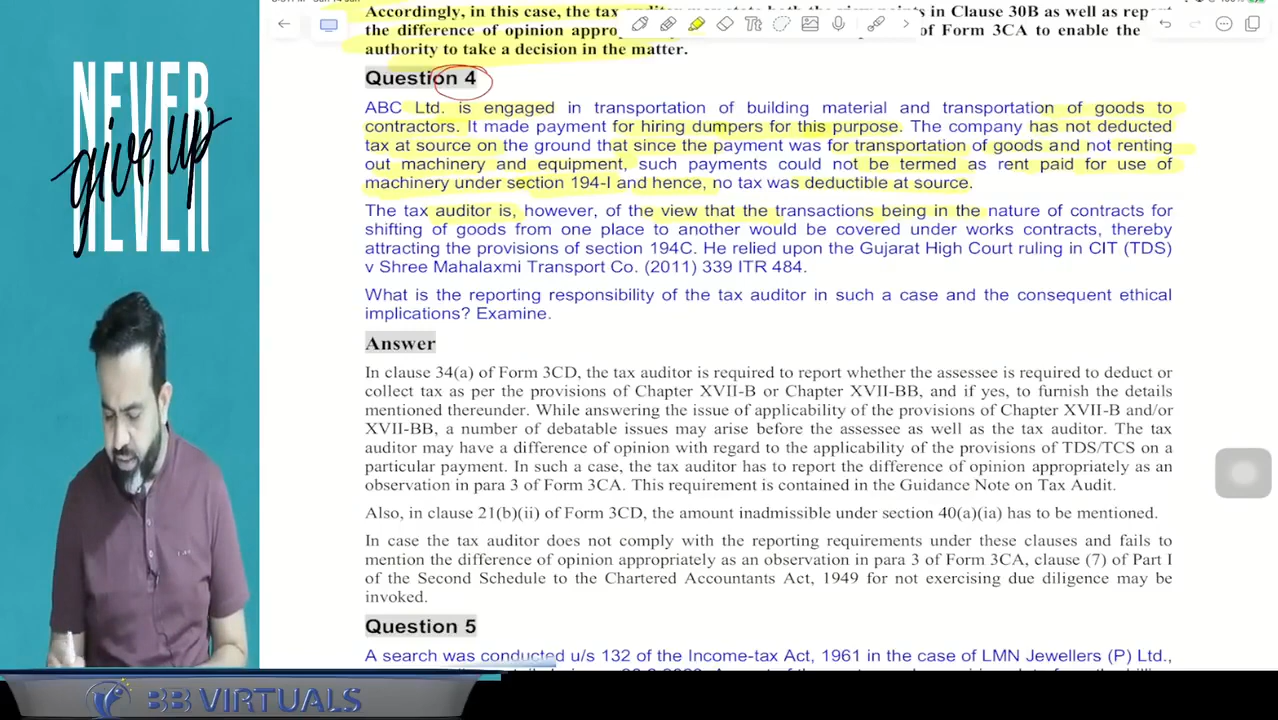 Accordingly, in this case, the tax
in Clause 30B as well as report
the difference of opinion
of Form 3CA to enable the
authority to take a decision in the matter.
NEVER
give up
NEVER
Question 4
ABC Ltd. is engaged in transportation of building material and transportation of goods to
contractors. It made payment for hiring dumpers for this purpose. The company has not deducted
tax at source on the ground that since the payment was for transportation of goods and not renting
out machinery and equipment, such payments could not be termed as rent paid for use of
machinery under section 194-I and hence, no tax was deductible at source.
The tax auditor is, however, of the view that the transactions being in the nature of contracts for
shifting of goods from one place to another would be covered under works contracts, thereby
attracting the provisions of section 194C. He relied upon the Gujarat High Court ruling in CIT (TDS)
v Shree Mahalaxmi Transport Co. (2011) 339 ITR 484.
What is the reporting responsibility of the tax auditor in such a case and the consequent ethical
implications? Examine.
Answer
In clause 34(a) of Form 3CD, the tax auditor is required to report whether the assessee is required to deduct or
collect tax as per the provisions of Chapter XVII-B or Chapter XVII-BB, and if yes, to furnish the details
mentioned thereunder. While answering the issue of applicability of the provisions of Chapter XVII-B and/or
XVII-BB, a number of debatable issues may arise before the assessee as well as the tax auditor. The tax
auditor may have a difference of opinion with regard to the applicability of the provisions of TDS/TCS on a
particular payment. In such a case, the tax auditor has to report the difference of opinion appropriately as an
observation in para 3 of Form 3CA. This requirement is contained in the Guidance Note on Tax Audit.
Also, in clause 21(b)(ii) of Form 3CD, the amount inadmissible under section 40(a)(ia) has to be mentioned.
In case the tax auditor does not comply with the reporting requirements under these clauses and fails to
mention the difference of opinion appropriately as an observation in para 3 of Form 3CA, clause (7) of Part I
of the Second Schedule to the Chartered Accountants Act, 1949 for not exercising due diligence may be
invoked.
Question 5
A search was conducted u/s 132 of the Income-tax Act, 1961 in the case of LMN Jewellers (P) Ltd.,
BB VIRTUALS